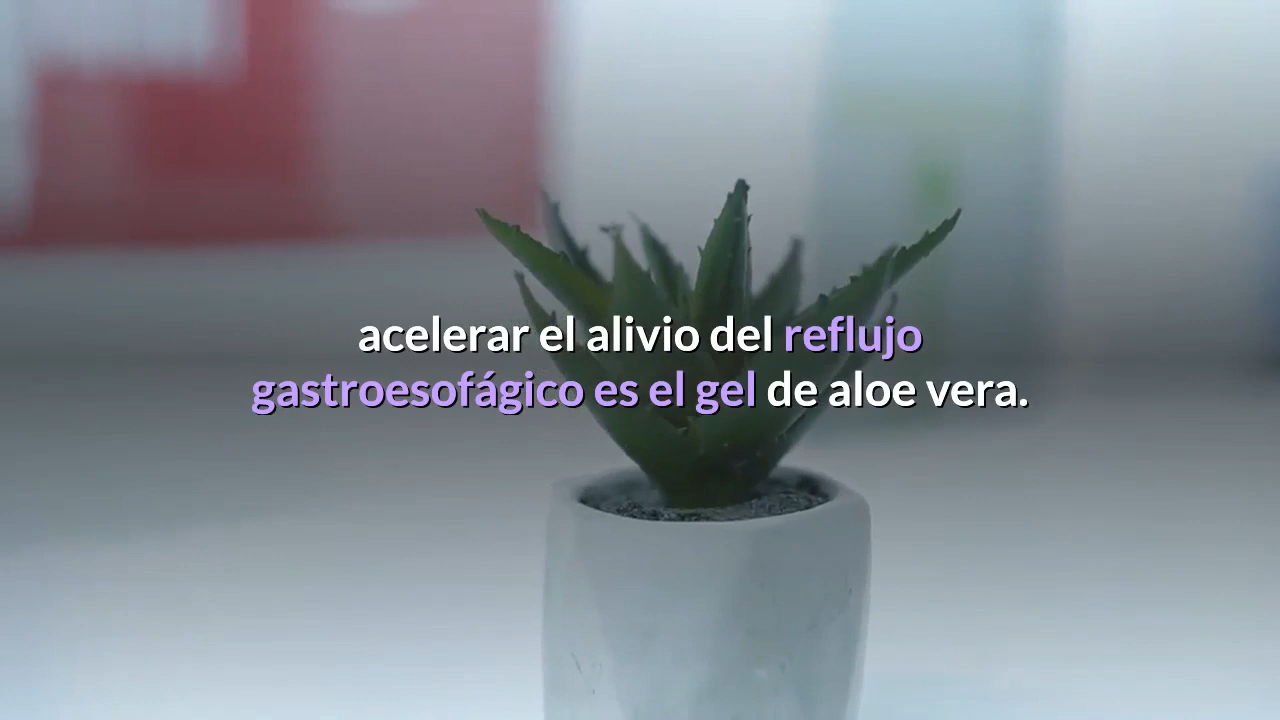 acelerar el alivio del reflujo
gastroesofágico es el gel de aloe vera.